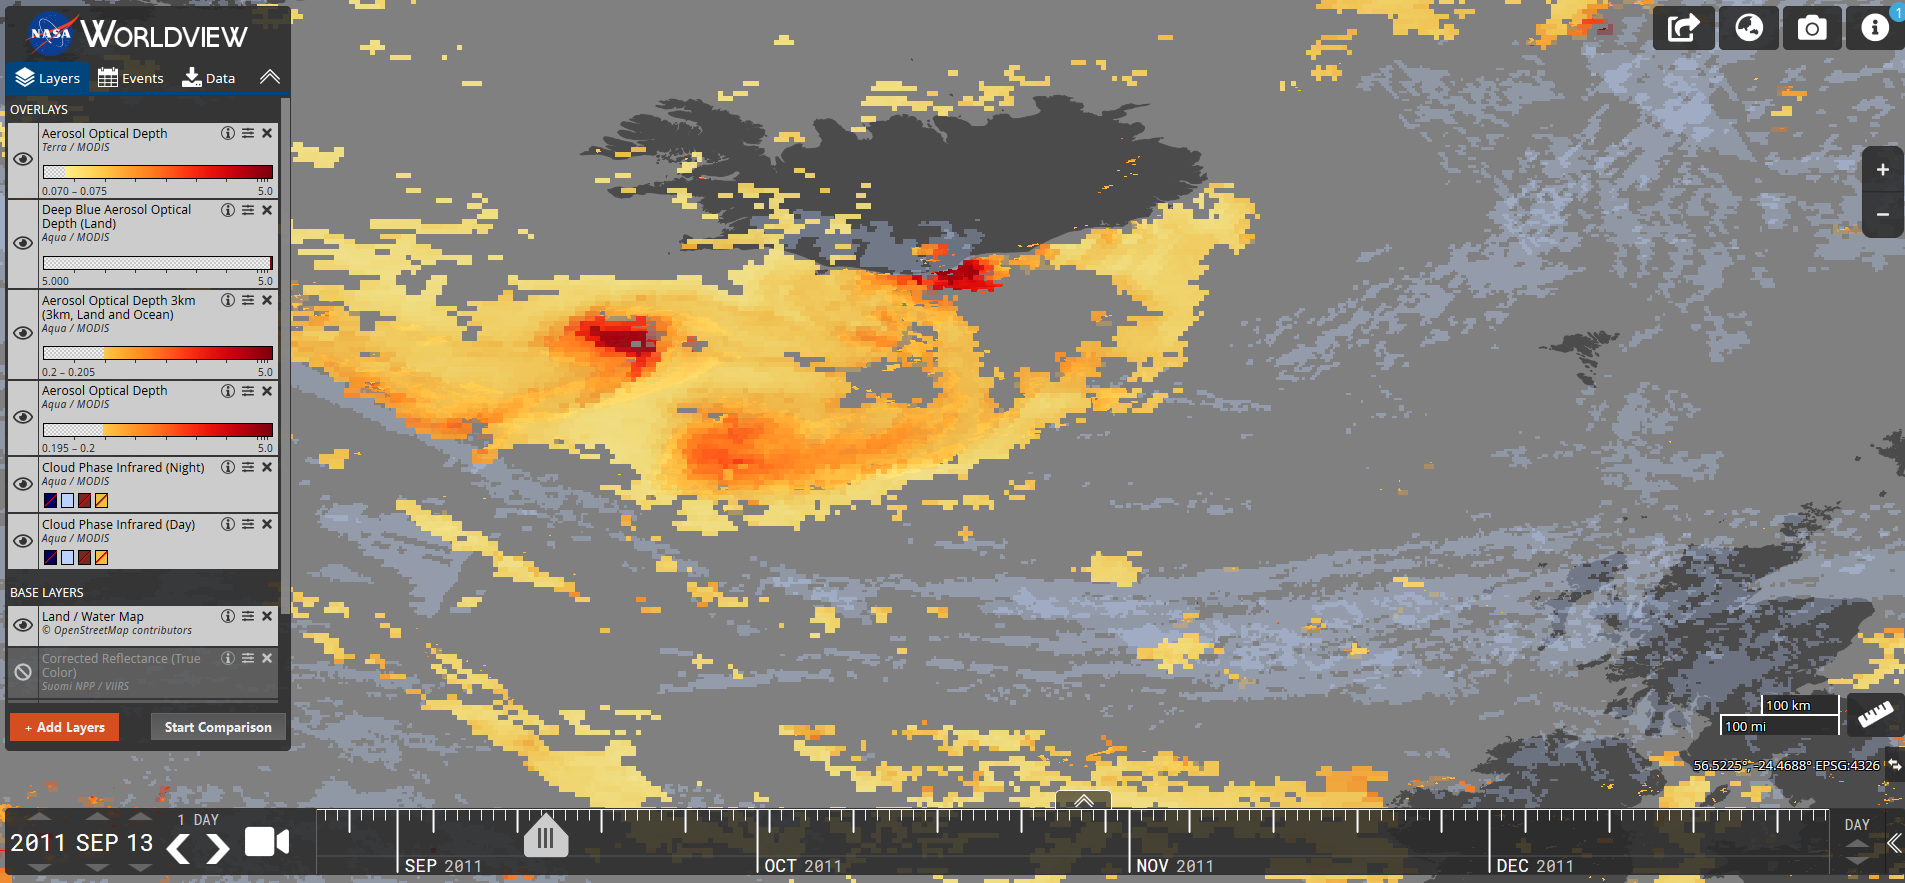 NASA WORLDVIEW
Layers Events Data
1
OVERLAYS
Aerosol Optical Depth
Terra / MODIS
0.070 – 0.075 5.0
Deep Blue Aerosol Optical
Depth (Land)
Aqua / MODIS
5.000 5.0
Aerosol Optical Depth 3km
(3km, Land and Ocean)
Aqua / MODIS
0.2 – 0.205 5.0
Aerosol Optical Depth
Aqua / MODIS
0.195 – 0.2 5.0
Cloud Phase Infrared (Night)
Aqua / MODIS
Cloud Phase Infrared (Day)
Aqua / MODIS
BASE LAYERS
Land / Water Map
© OpenStreetMap contributors
Corrected Reflectance (True
Color)
Suomi NPP / VIIRS
+ Add Layers Start Comparison
+
−
100 km
100 mi
56.5225°, -24.4688° EPSG:4326
1 DAY
2011 SEP 13
SEP 2011 OCT 2011 NOV 2011 DEC 2011
DAY